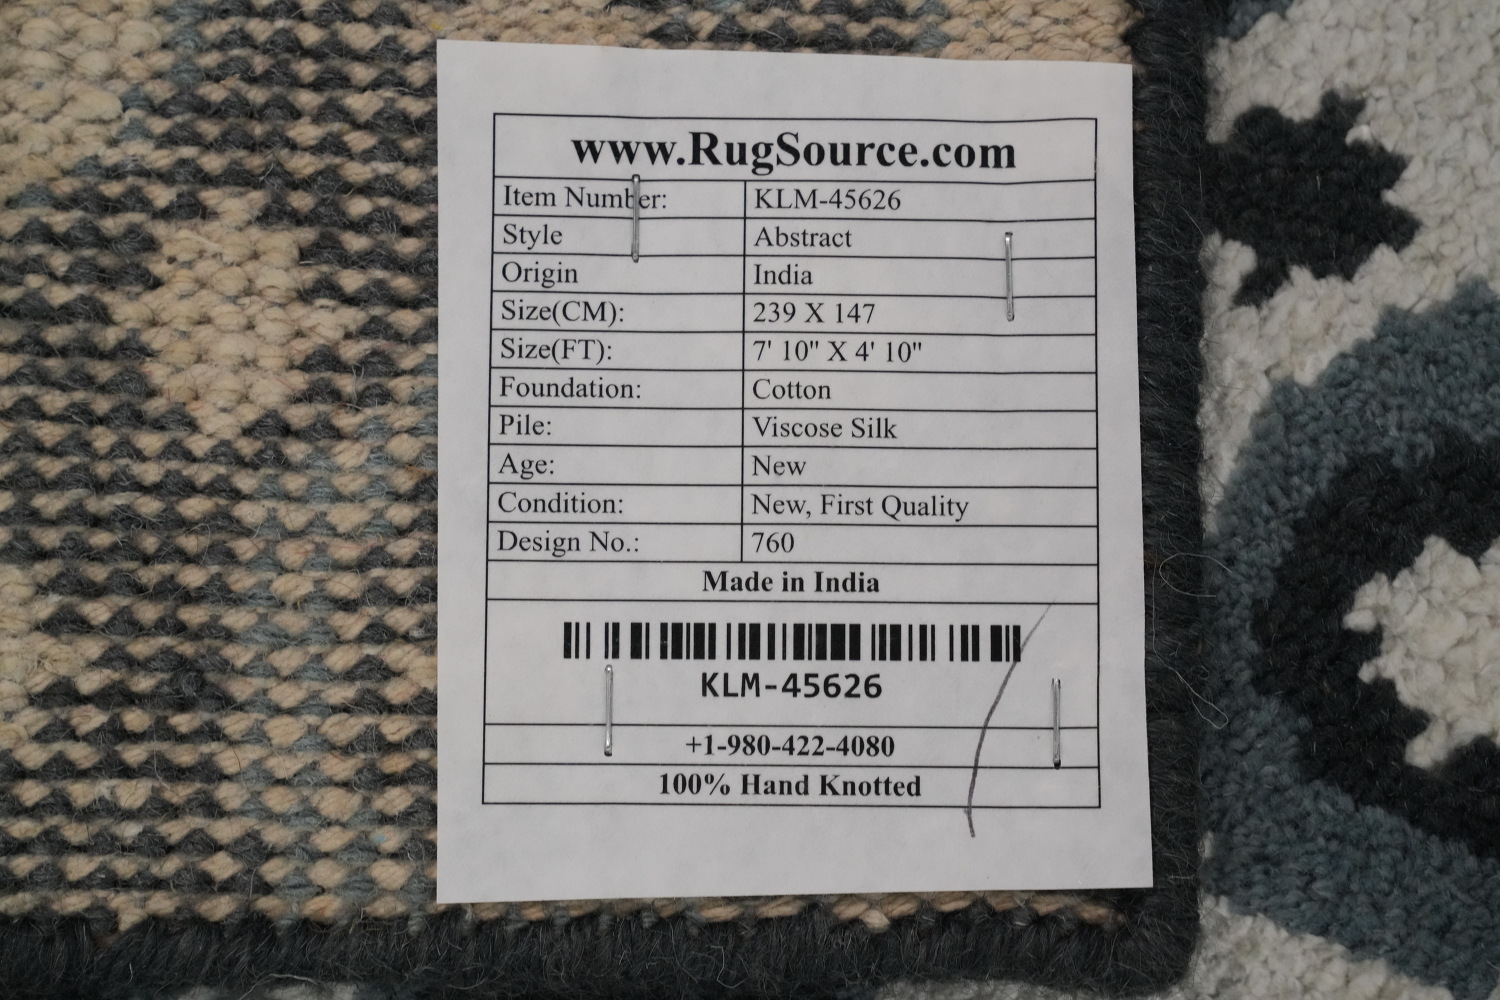 www.RugSource.com
Item Number: KLM-45626
Style Abstract
Origin India
Size(CM): 239 X 147
Size(FT): 7' 10" X 4' 10"
Foundation: Cotton
Pile: Viscose Silk
Age: New
Condition: New, First Quality
Design No.: 760
Made in India
KLM-45626
+1-980-422-4080
100% Hand Knotted